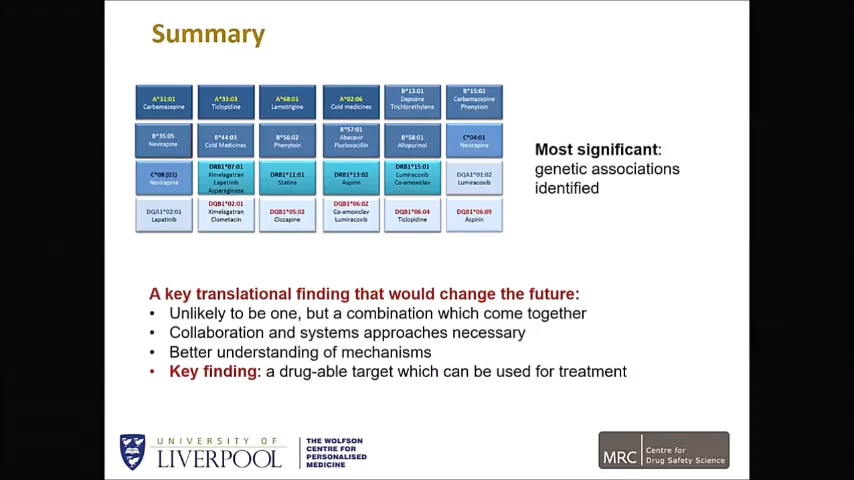 Summary
A*31:01
Carbamazepine
A*33:03
Ticlopidine
A*68:01
Lamotrigine
A*02:06
Cold medicines
B*13:01
Dapsone
Trichlorethylene
B*15:02
Carbamazepine
Phenytoin
B*35:05
Nevirapine
B*44:03
Cold Medicines
B*56:02
Phenytoin
B*57:01
Abacavir
Flucloxacillin
B*58:01
Allopurinol
C*04:01
Nevirapine
C*08:(01)
Nevirapine
DRB1*07:01
Ximelagatran
Lapatinib
Asparaginase
DRB1*11:01
Statins
DRB1*13:02
Aspirin
DRB1*15:01
Lumiracoxib
Co-amoxiclav
DQA1*01:02
Lumiracoxib
DQA1*02:01
Lapatinib
DQB1*02:01
Ximelagatran
Clometacin
DQB1*05:02
Clozapine
DQB1*06:02
Co-amoxiclav
Lumiracoxib
DQB1*06:04
Ticlopidine
DQB1*06:09
Aspirin
Most significant:
genetic associations
identified
A key translational finding that would change the future:
• Unlikely to be one, but a combination which come together
• Collaboration and systems approaches necessary
• Better understanding of mechanisms
• Key finding: a drug-able target which can be used for treatment
UNIVERSITY OF
LIVERPOOL
THE WOLFSON
CENTRE FOR
PERSONALISED
MEDICINE
MRC
Centre for
Drug Safety Science